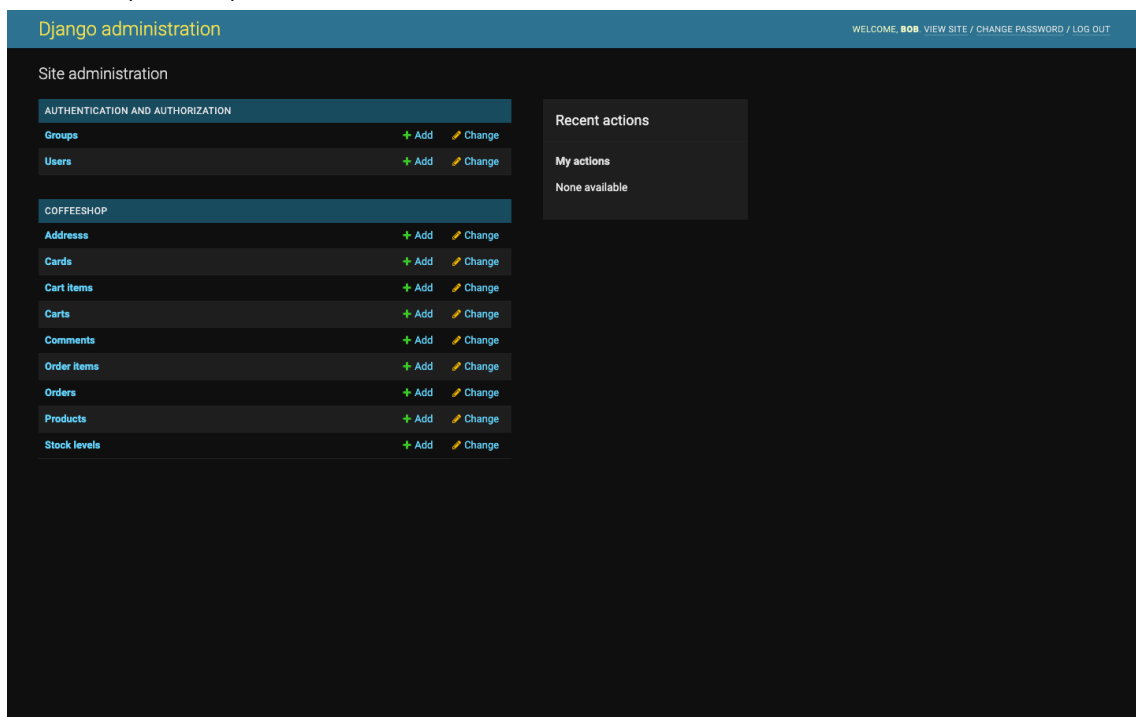 Django administration
WELCOME, BOB. VIEW SITE / CHANGE PASSWORD / LOG OUT
Site administration
AUTHENTICATION AND AUTHORIZATION
Groups + Add Change
Users + Add Change
COFFEESHOP
Addresss + Add Change
Cards + Add Change
Cart items + Add Change
Carts + Add Change
Comments + Add Change
Order items + Add Change
Orders + Add Change
Products + Add Change
Stock levels + Add Change
Recent actions
My actions
None available